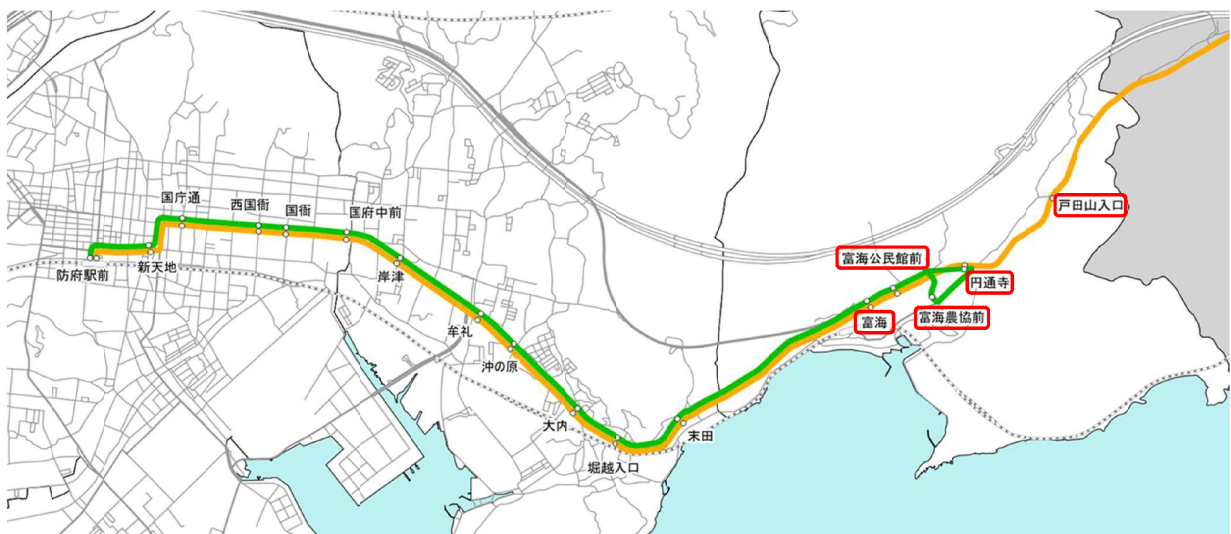 国庁通
西国衙
国衙
国府中前
防府駅前
新天地
岸津
牟礼
沖の原
大内
堀越入口
末田
富海
富海公民館前
富海農協前
円通寺
戸田山入口